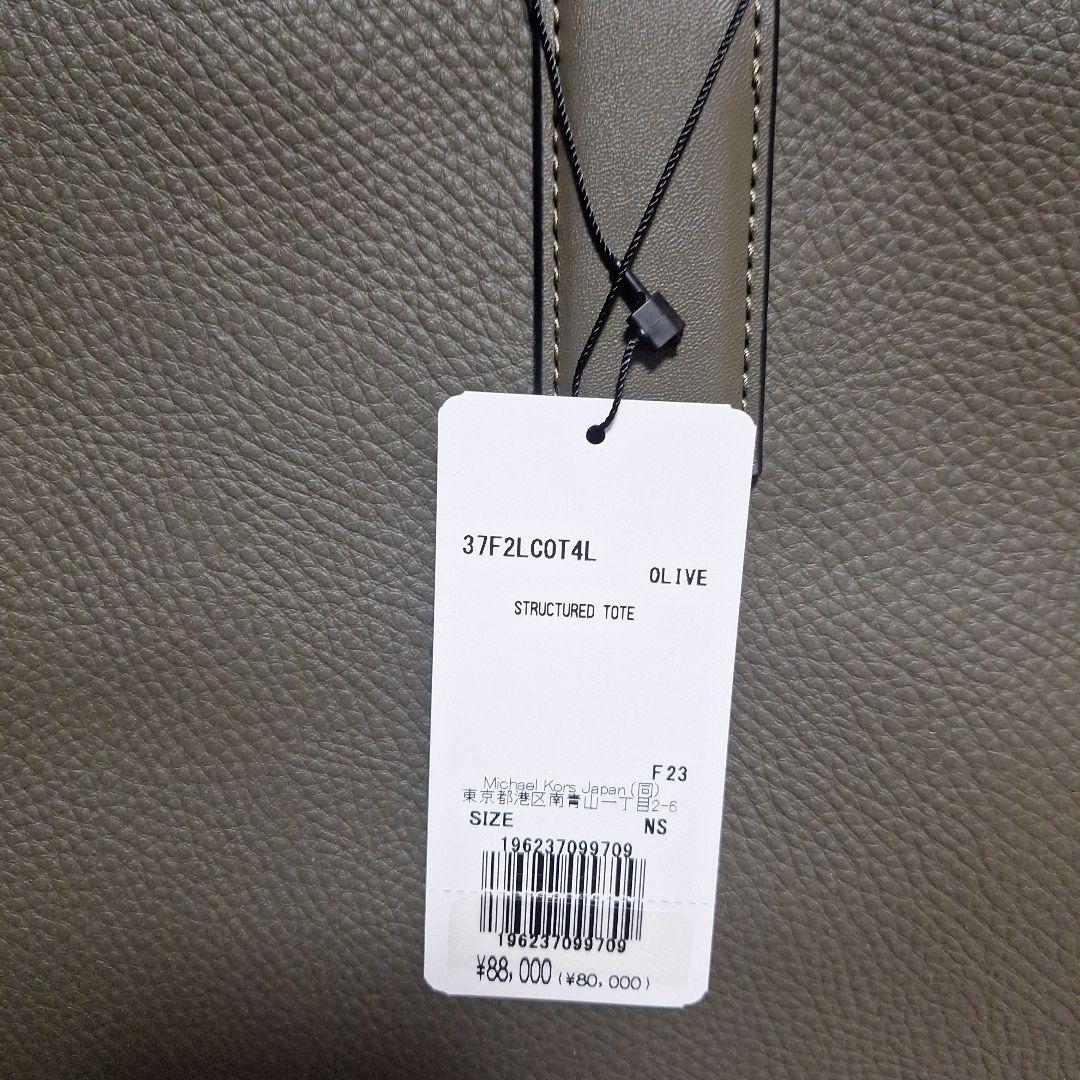 37F2LC0T4L
OLIVE
STRUCTURED TOTE
F23
Michael Kors Japan (同)
東京都港区南青山一丁目2-6
SIZE NS
196237099709
196237099709
¥88,000 (¥80,000)